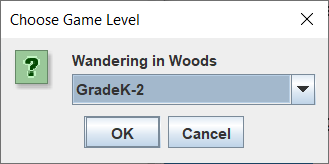 Choose Game Level
?
Wandering in Woods
GradeK-2
OK Cancel